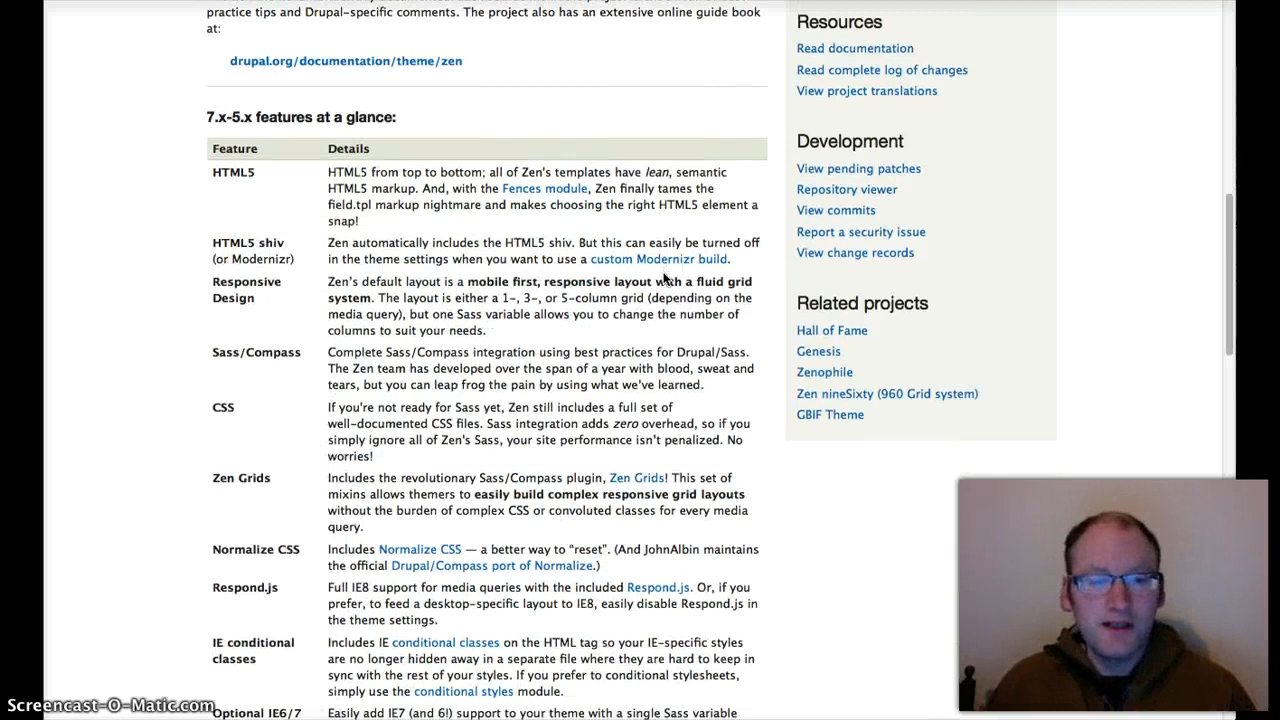 practice tips and Drupal-specific comments. The project also has an extensive online guide book
at:
drupal.org/documentation/theme/zen
7.x-5.x features at a glance:
Feature Details
HTML5 HTML5 from top to bottom; all of Zen's templates have lean, semantic
HTML5 markup. And, with the Fences module, Zen finally tames the
field.tpl markup nightmare and makes choosing the right HTML5 element a
snap!
HTML5 shiv Zen automatically includes the HTML5 shiv. But this can easily be turned off
(or Modernizr) in the theme settings when you want to use a custom Modernizr build.
Responsive Zen's default layout is a mobile first, responsive layout with a fluid grid
Design system. The layout is either a 1-, 3-, or 5-column grid (depending on the
media query), but one Sass variable allows you to change the number of
columns to suit your needs.
Sass/Compass Complete Sass/Compass integration using best practices for Drupal/Sass.
The Zen team has developed over the span of a year with blood, sweat and
tears, but you can leap frog the pain by using what we've learned.
CSS If you're not ready for Sass yet, Zen still includes a full set of
well-documented CSS files. Sass integration adds zero overhead, so if you
simply ignore all of Zen's Sass, your site performance isn't penalized. No
worries!
Zen Grids Includes the revolutionary Sass/Compass plugin, Zen Grids! This set of
mixins allows themers to easily build complex responsive grid layouts
without the burden of complex CSS or convoluted classes for every media
query.
Normalize CSS Includes Normalize CSS — a better way to "reset". (And JohnAlbin maintains
the official Drupal/Compass port of Normalize.)
Respond.js Full IE8 support for media queries with the included Respond.js. Or, if you
prefer, to feed a desktop-specific layout to IE8, easily disable Respond.js in
the theme settings.
IE conditional Includes IE conditional classes on the HTML tag so your IE-specific styles
classes are no longer hidden away in a separate file where they are hard to keep in
sync with the rest of your styles. If you prefer to conditional stylesheets,
simply use the conditional styles module.
Optional IE6/7 Easily add IE7 (and 6!) support to your theme with a single Sass variable
Resources
Read documentation
Read complete log of changes
View project translations
Development
View pending patches
Repository viewer
View commits
Report a security issue
View change records
Related projects
Hall of Fame
Genesis
Zenophile
Zen nineSixty (960 Grid system)
GBIF Theme
Screencast-O-Matic.com